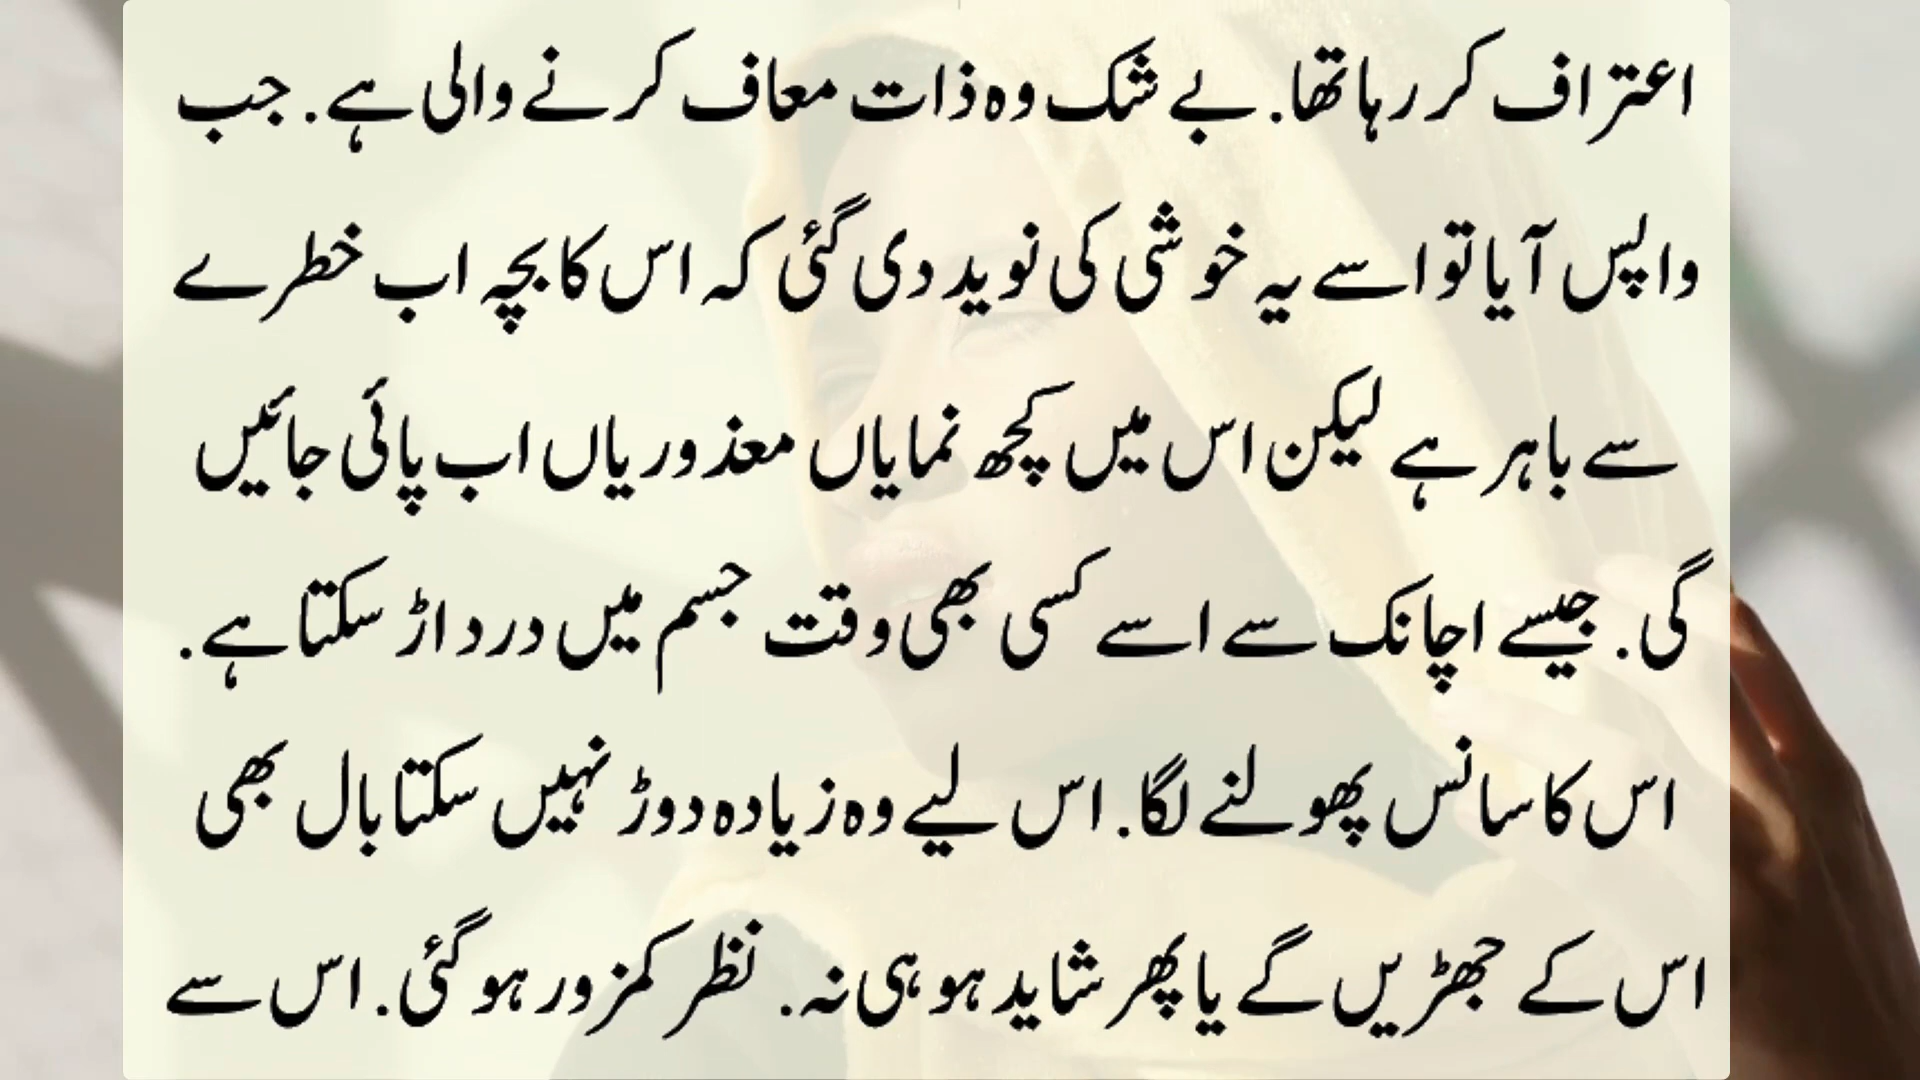 اعتراف کر رہا تھا. بے شک وہ ذات معاف کرنے والی ہے. جب
واپس آیا تو اسے یہ خوشی کی نوید دی گئی کہ اس کا بچہ اب خطرے
سے باہر ہے لیکن اس میں کچھ نمایاں معذوریاں اب پائی جائیں
گی. جیسے اچانک سے اسے کسی بھی وقت جسم میں درد اڑ سکتا ہے.
اس کا سانس پھولنے لگا. اس لیے وہ زیادہ دوڑ نہیں سکتا بال بھی
اس کے جھڑیں گے یا پھر شاید ہو ہی نہ. نظر کمزور ہو گئی. اس سے